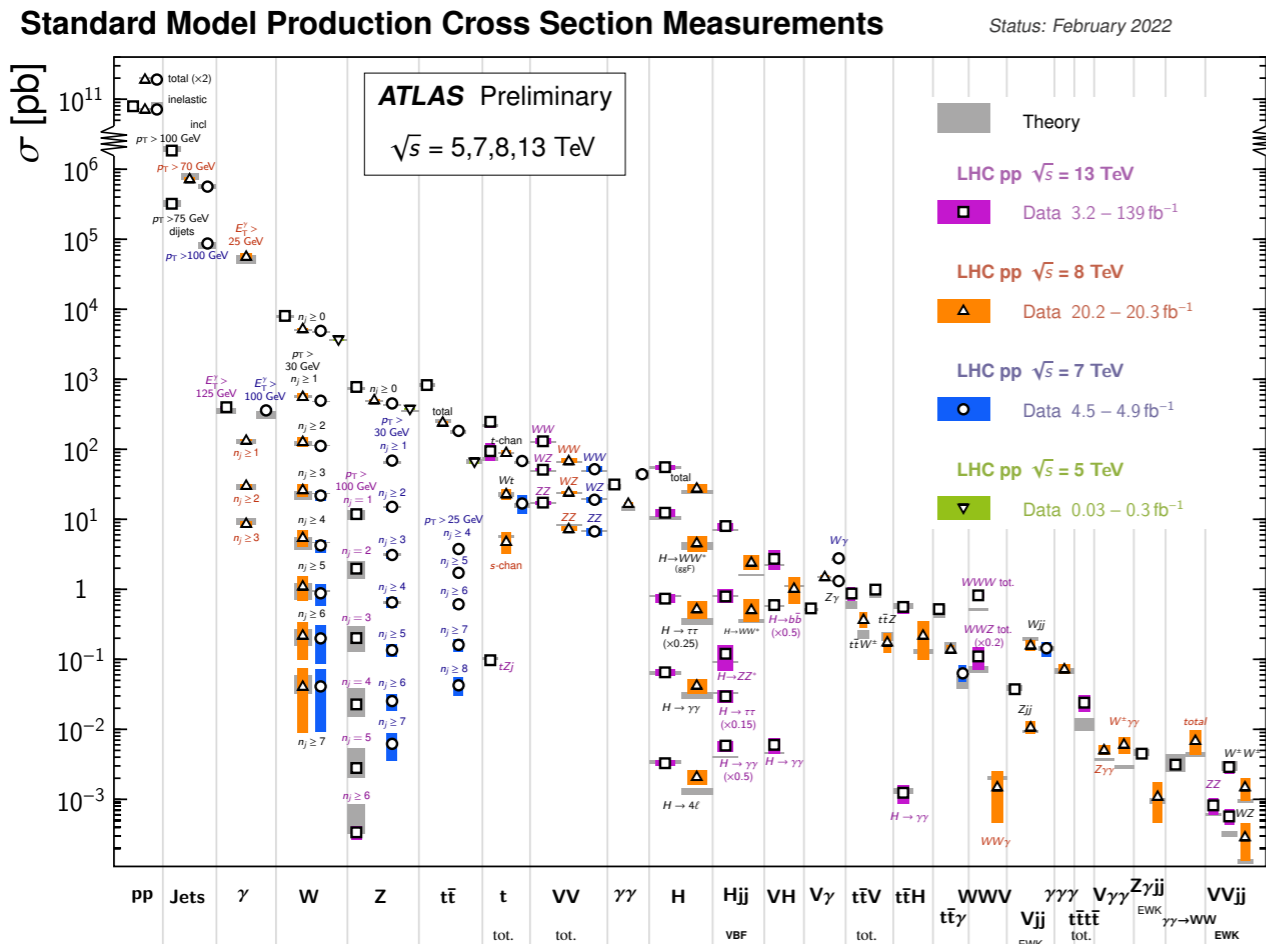 Standard Model Production Cross Section Measurements
Status: February 2022
σ [pb]
10¹¹
10⁶
10⁵
10⁴
10³
10²
10¹
1
10⁻¹
10⁻²
10⁻³
ATLAS Preliminary
√s = 5,7,8,13 TeV
Theory
LHC pp √s = 13 TeV
Data 3.2 – 139 fb⁻¹
LHC pp √s = 8 TeV
Data 20.2 – 20.3 fb⁻¹
LHC pp √s = 7 TeV
Data 4.5 – 4.9 fb⁻¹
LHC pp √s = 5 TeV
Data 0.03 – 0.3 fb⁻¹
total (×2)
inelastic
incl
pT > 100 GeV
pT > 70 GeV
pT >75 GeV
dijets
pT >100 GeV
ETγ >
25 GeV
ETγ >
125 GeV
ETγ >
100 GeV
nj ≥ 1
nj ≥ 2
nj ≥ 3
nj ≥ 0
pT >
30 GeV
nj ≥ 1
nj ≥ 2
nj ≥ 3
nj ≥ 4
nj ≥ 5
nj ≥ 6
nj ≥ 7
nj ≥ 0
pT >
30 GeV
nj ≥ 1
nj ≥ 2
nj ≥ 3
nj ≥ 4
nj ≥ 5
nj ≥ 6
nj ≥ 7
pT >
100 GeV
nj = 1
nj = 2
nj = 3
nj = 4
nj = 5
nj ≥ 6
total
pT > 25 GeV
nj ≥ 4
nj ≥ 5
nj ≥ 6
nj ≥ 7
nj ≥ 8
t-chan
Wt
s-chan
tZj
WW
WZ
ZZ
WW
WZ
ZZ
WW
WZ
ZZ
total
H→WW*
(ggF)
H → ττ
(×0.25)
H → γγ
H → 4ℓ
H→WW*
H→ZZ*
H → ττ
(×0.15)
H → γγ
(×0.5)
H→bb̄
(×0.5)
H → γγ
Wγ
Zγ
tt̄Z
tt̄W±
H → γγ
WWW tot.
WWZ tot.
(×0.2)
WWγ
Wjj
Zjj
W±γγ
Zγγ
total
W±W±
ZZ
WZ
pp
Jets
γ
W
Z
tt̄
t
tot.
VV
tot.
γγ
H
Hjj
VBF
VH
Vγ
tt̄V
tot.
tt̄H
tt̄γ
WWV
Vjj
EWK
γγγ
tt̄tt̄
tot.
Vγγ
Zγjj
EWK
γγ→WW
VVjj
EWK